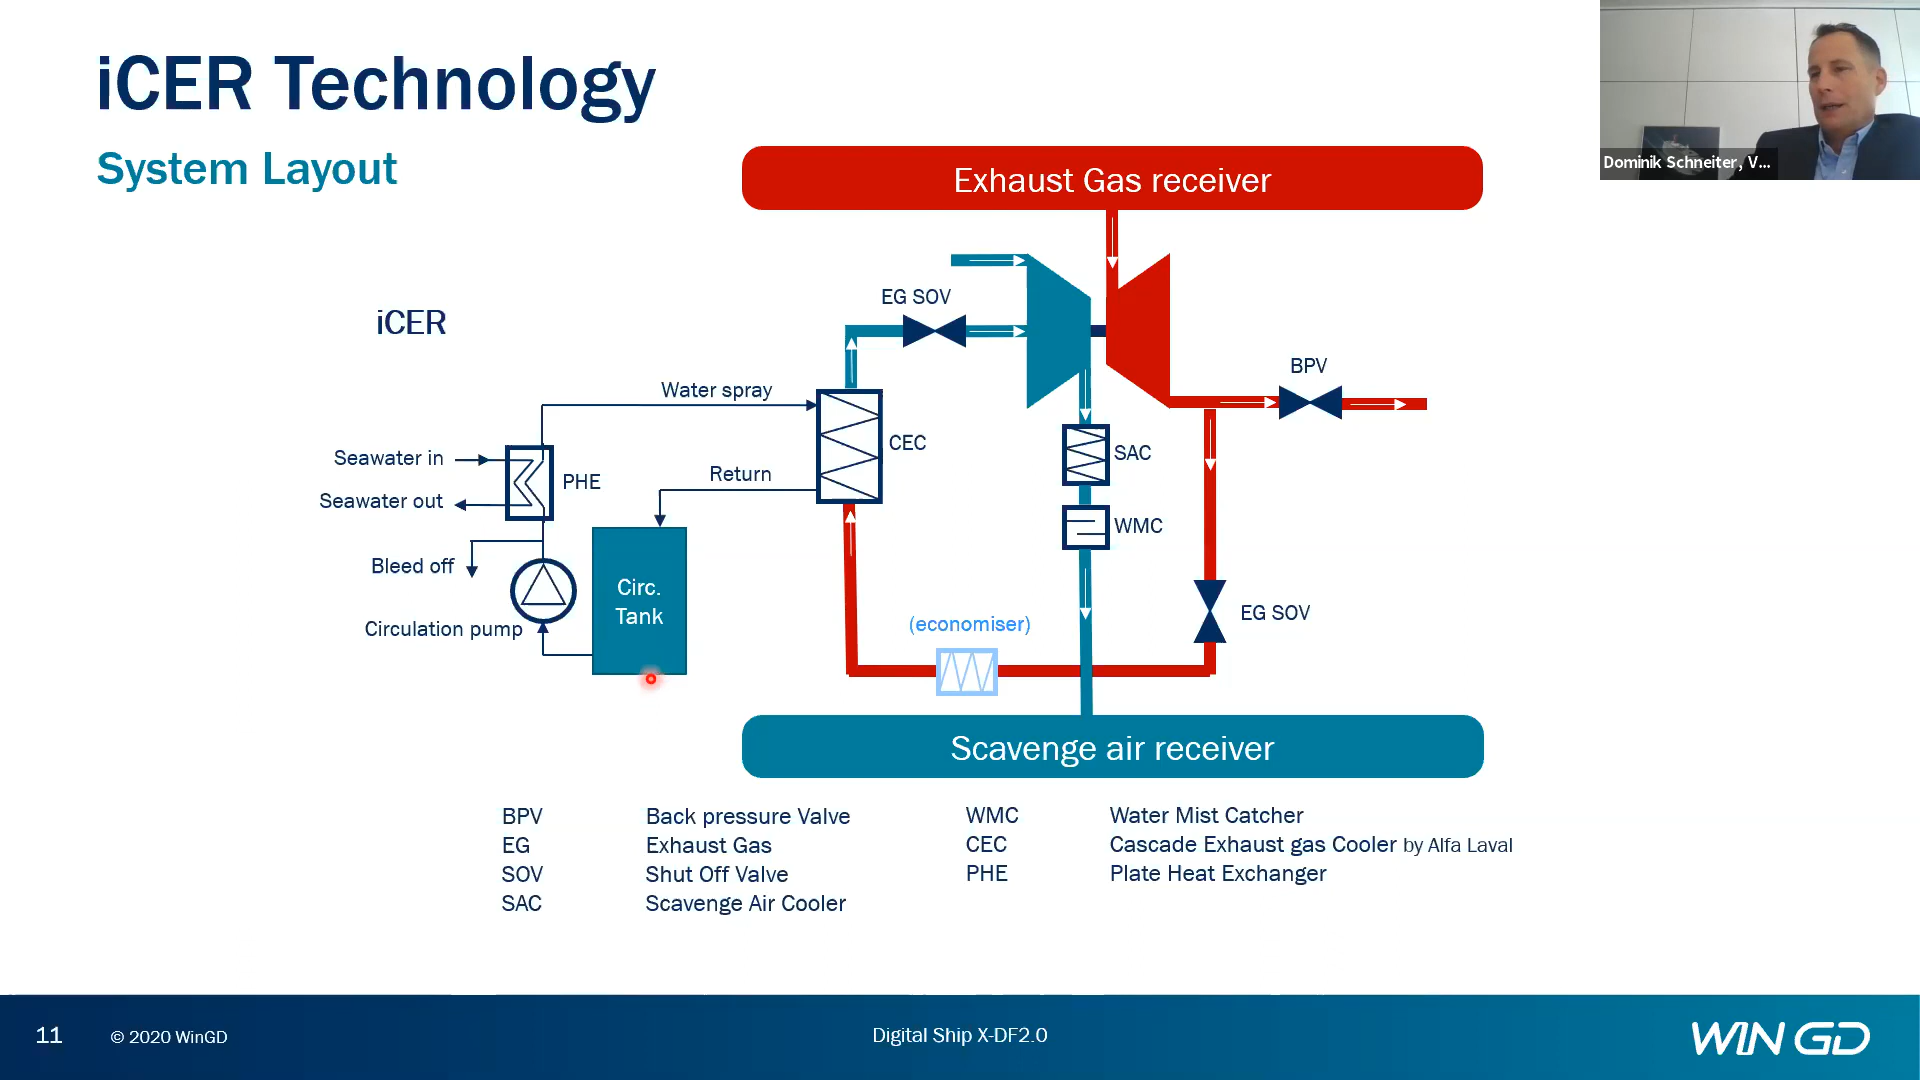 iCER Technology
System Layout
Dominik Schneiter, V...
Exhaust Gas receiver
EG SOV
iCER
BPV
Water spray
CEC
SAC
Seawater in
Return
PHE
Seawater out
WMC
Bleed off
Circ.
Tank
EG SOV
Circulation pump
(economiser)
Scavenge air receiver
BPV Back pressure Valve WMC Water Mist Catcher
EG Exhaust Gas CEC Cascade Exhaust gas Cooler by Alfa Laval
SOV Shut Off Valve PHE Plate Heat Exchanger
SAC Scavenge Air Cooler
11 © 2020 WinGD Digital Ship X-DF2.0 WIN GD